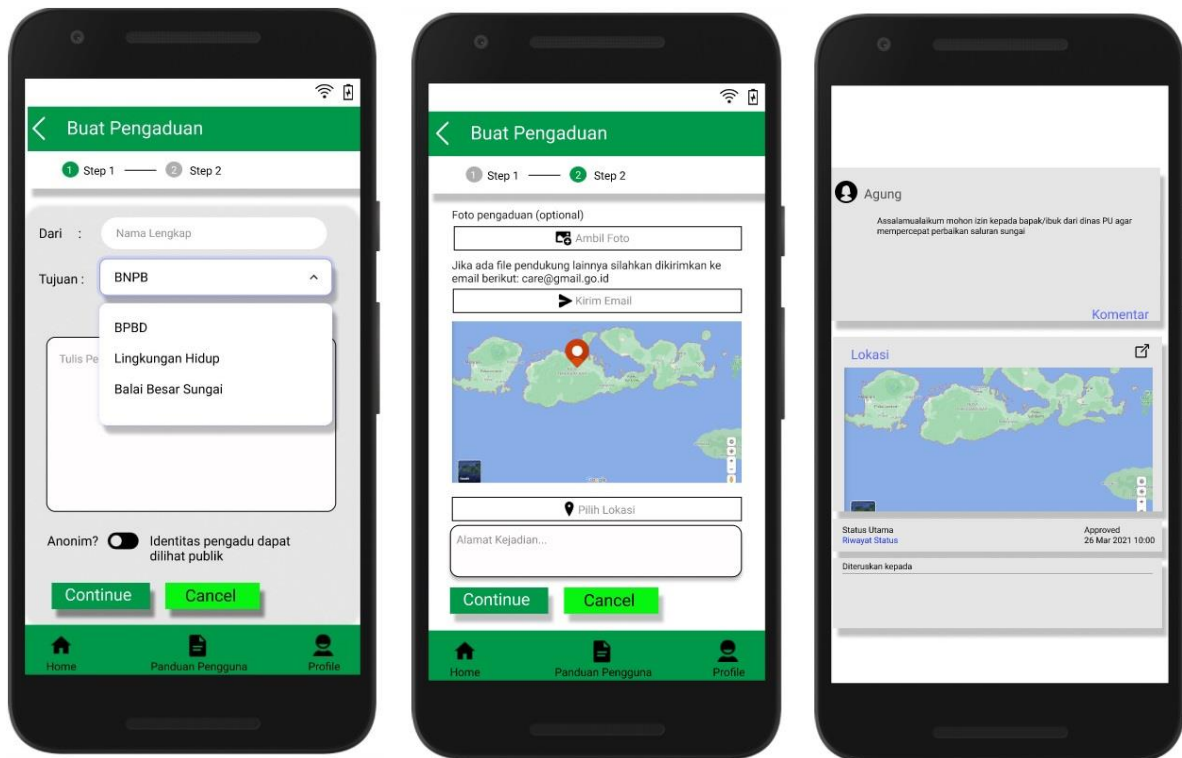 Buat Pengaduan
1 Step 1 2 Step 2
Dari :
Nama Lengkap
Tujuan :
BNPB
BPBD
Lingkungan Hidup
Balai Besar Sungai
Tulis Pe
Anonim?
Identitas pengadu dapat
dilihat publik
Continue
Cancel
Home
Panduan Pengguna
Profile
Buat Pengaduan
1 Step 1 2 Step 2
Foto pengaduan (optional)
Ambil Foto
Jika ada file pendukung lainnya silahkan dikirimkan ke
email berikut: care@gmail.go.id
Kirim Email
Pilih Lokasi
Alamat Kejadian...
Continue
Cancel
Home
Panduan Pengguna
Profile
Agung
Assalamualaikum mohon izin kepada bapak/ibuk dari dinas PU agar
mempercepat perbaikan saluran sungai
Komentar
Lokasi
Status Utama
Riwayat Status
Approved
26 Mar 2021 10:00
Diteruskan kepada